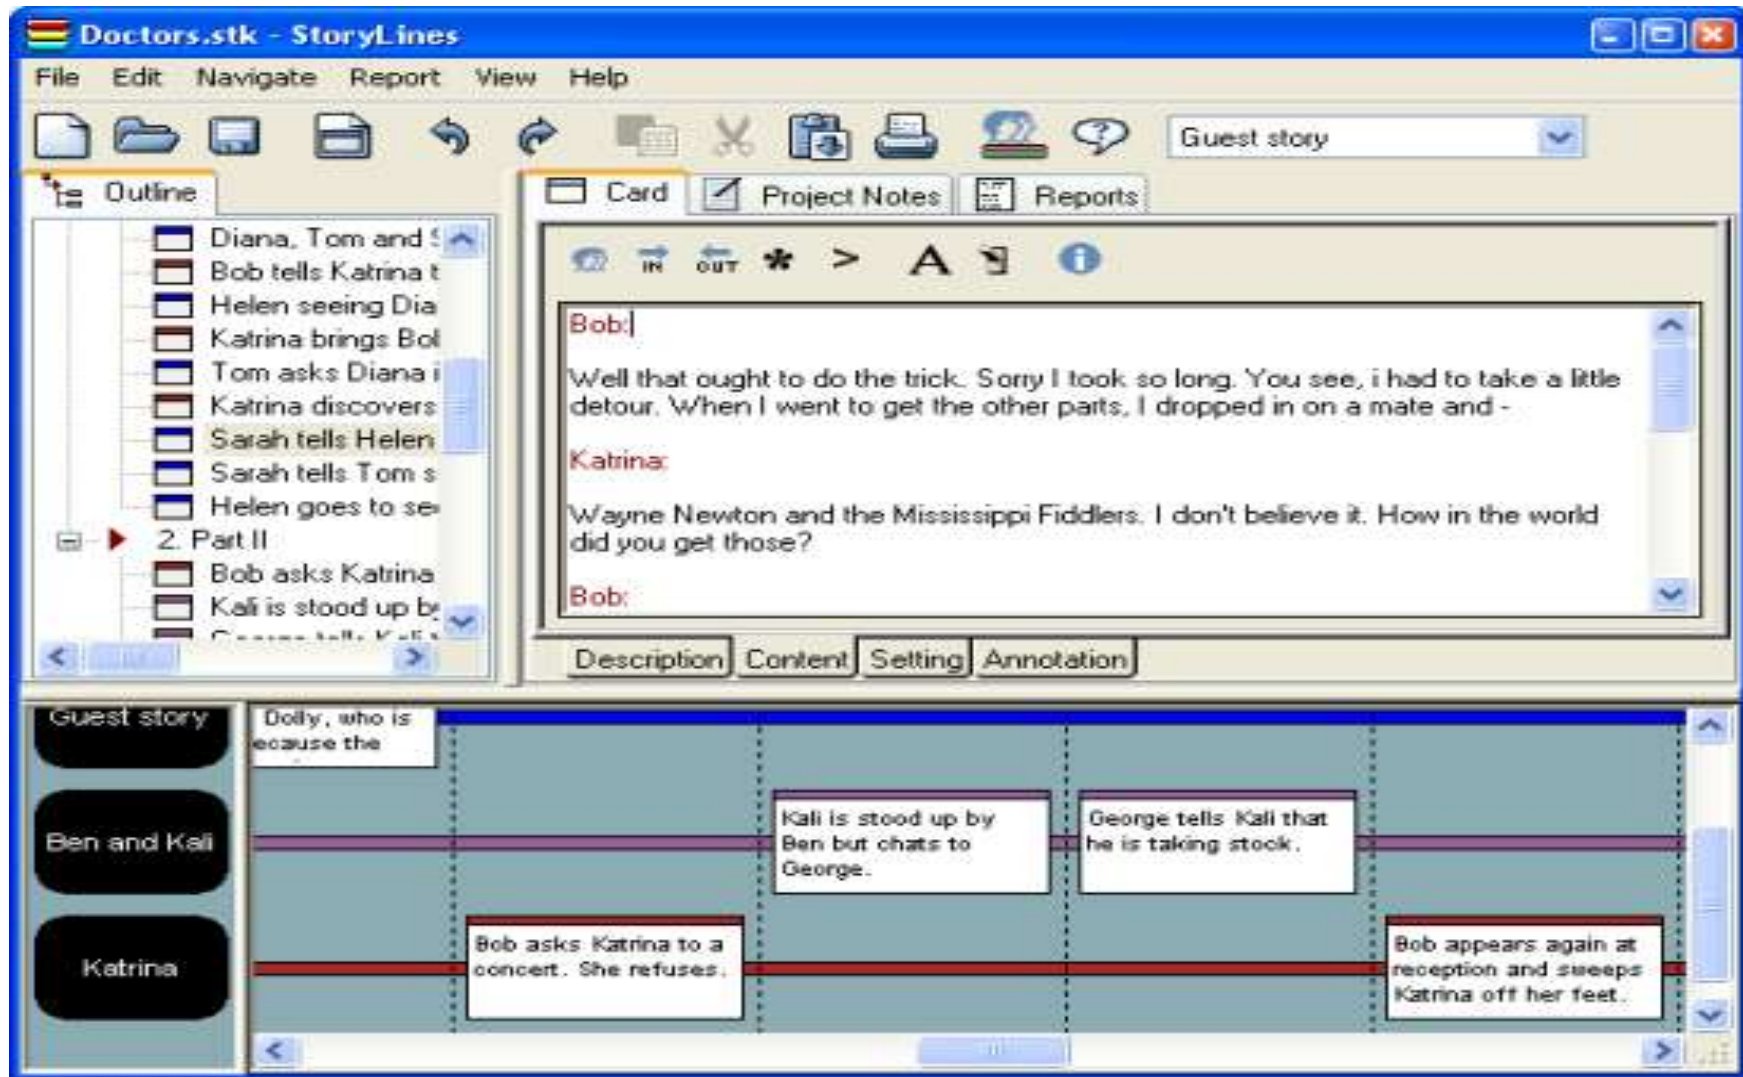 Doctors.stk - StoryLines
File Edit Navigate Report View Help
Guest story
Outline
Diana, Tom and
Bob tells Katrina t
Helen seeing Dia
Katrina brings Bo
Tom asks Diana i
Katrina discovers
Sarah tells Helen
Sarah tells Tom s
Helen goes to se
2. Part II
Bob asks Katrina
Kali is stood up by
Card Project Notes Reports
IN OUT * > A
Bob:
Well that ought to do the trick. Sorry I took so long. You see, i had to take a little
detour. When I went to get the other parts, I dropped in on a mate and -
Katrina:
Wayne Newton and the Mississippi Fiddlers. I don't believe it. How in the world
did you get those?
Bob:
Description Content Setting Annotation
Guest story
Dolly, who is
ecause the
Ben and Kali
Kali is stood up by
Ben but chats to
George.
George tells Kali that
he is taking stock.
Katrina
Bob asks Katrina to a
concert. She refuses.
Bob appears again at
reception and sweeps
Katrina off her feet.